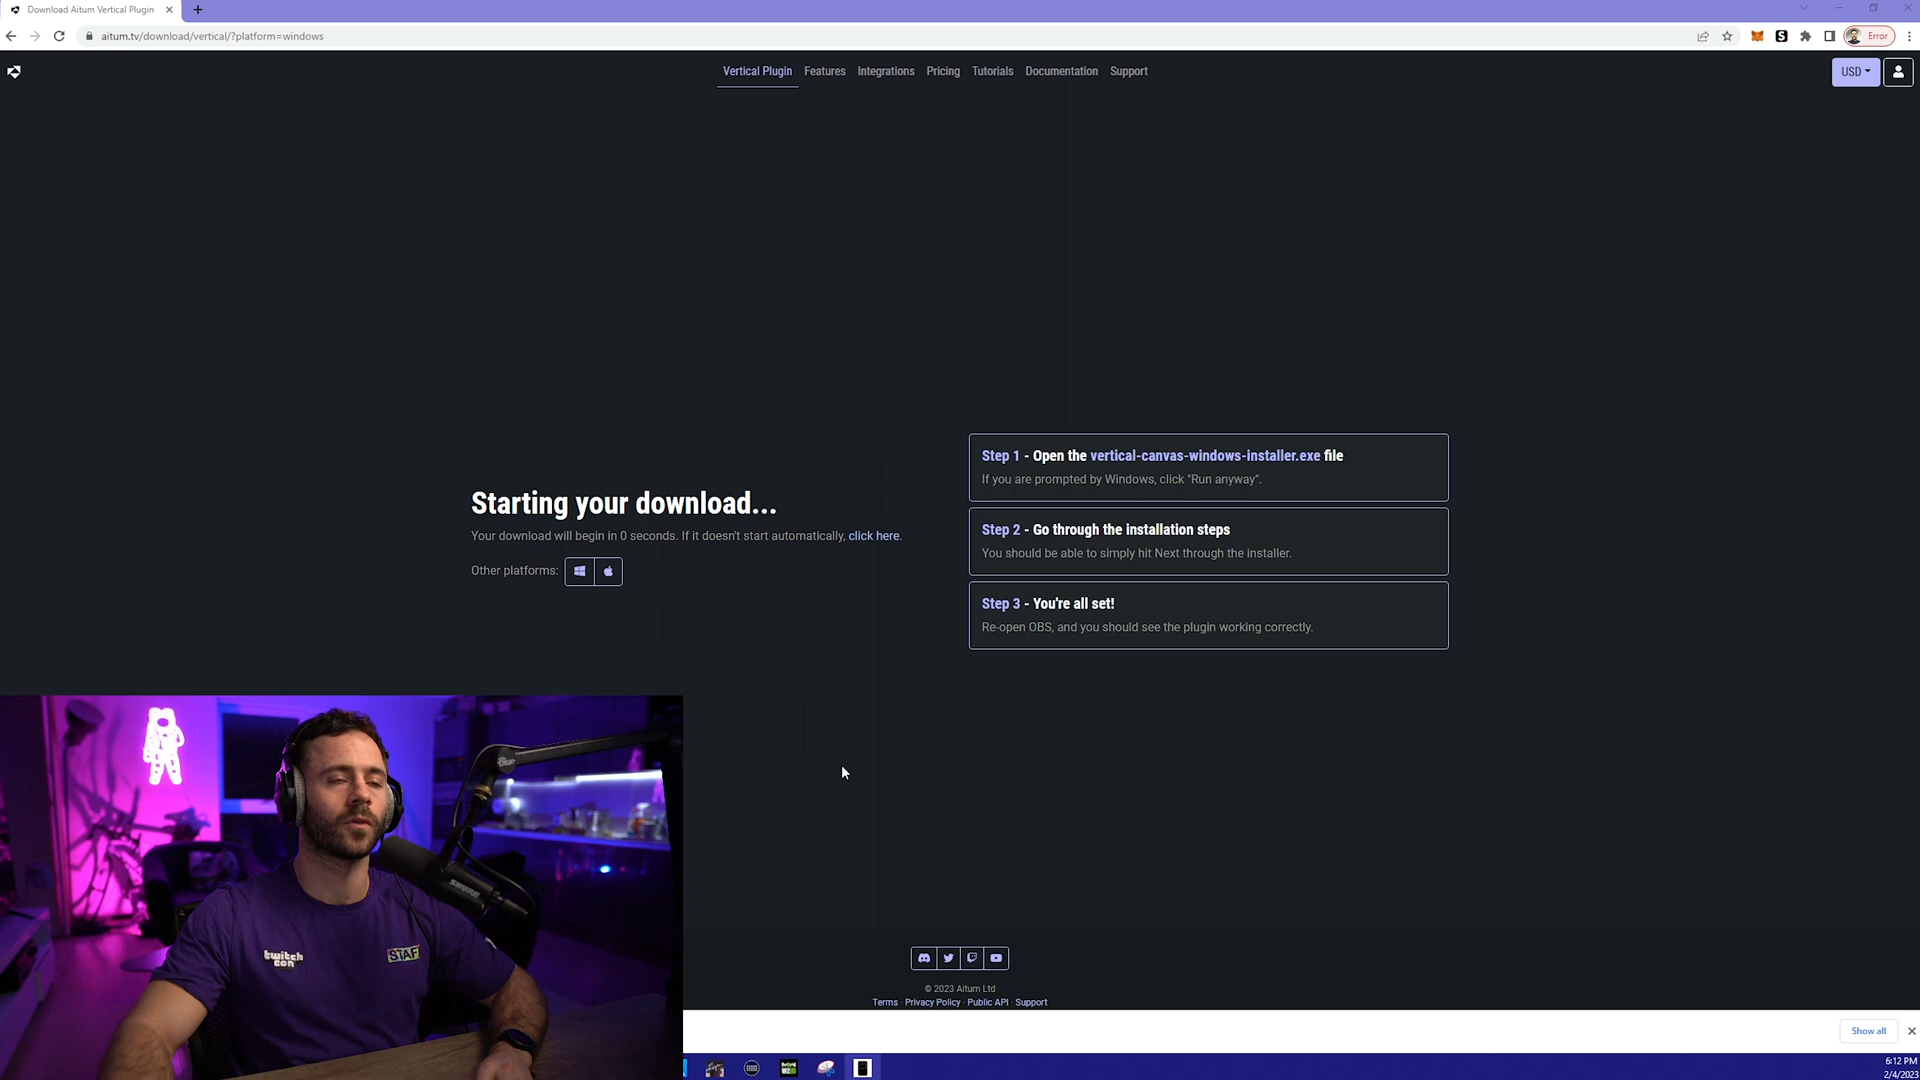 Download Aitum Vertical Plugin
aitum.tv/download/vertical/?platform=windows
Error
Vertical Plugin Features Integrations Pricing Tutorials Documentation Support
USD
Starting your download...
Your download will begin in 0 seconds. If it doesn't start automatically, click here.
Other platforms:
Step 1 - Open the vertical-canvas-windows-installer.exe file
If you are prompted by Windows, click "Run anyway".
Step 2 - Go through the installation steps
You should be able to simply hit Next through the installer.
Step 3 - You're all set!
Re-open OBS, and you should see the plugin working correctly.
SHURE
twitch
con
STAF
© 2023 Aitum Ltd
Terms · Privacy Policy · Public API · Support
Show all
6:12 PM
2/4/2023